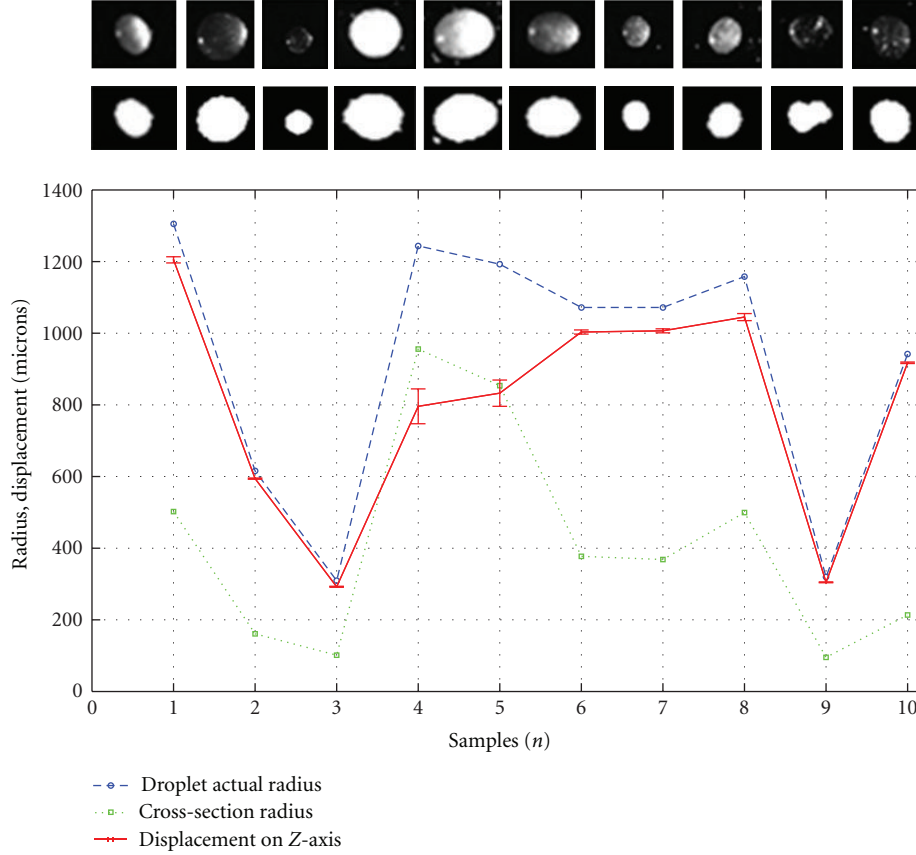 1400
1200
1000
800
600
400
200
0
Radius, displacement (microns)
0 1 2 3 4 5 6 7 8 9 10
Samples (n)
Droplet actual radius
Cross-section radius
Displacement on Z-axis